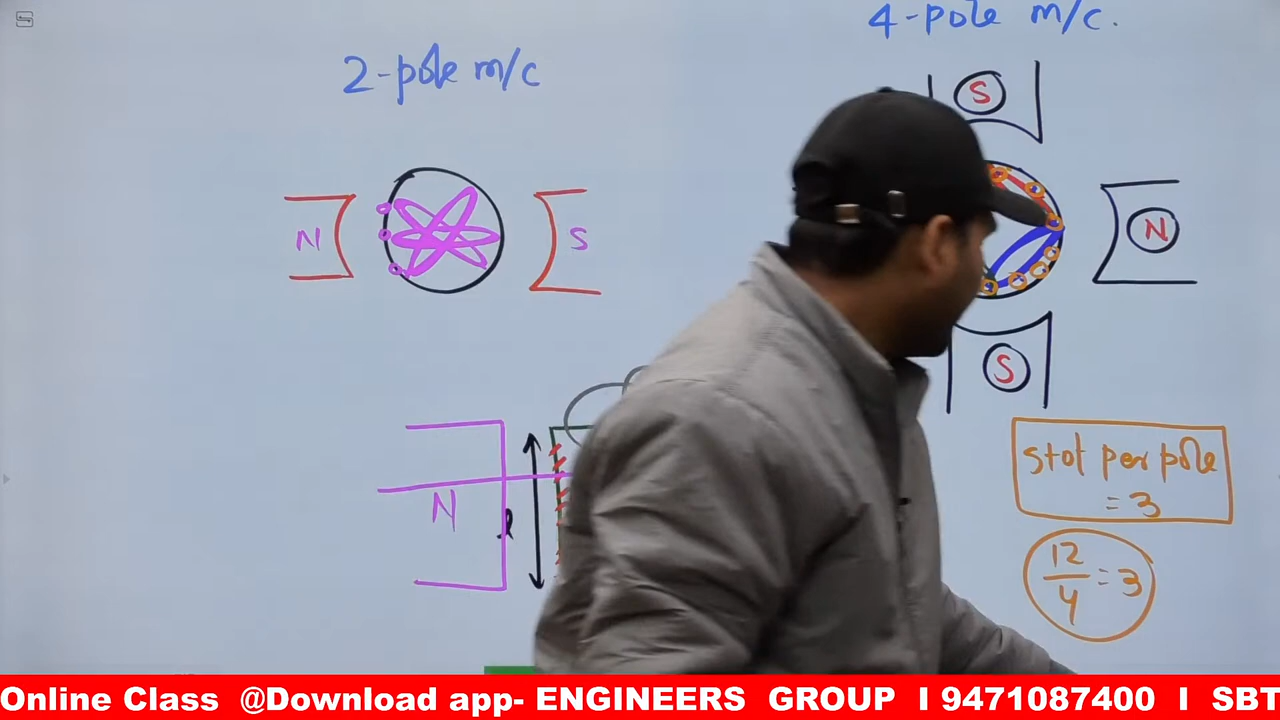 4-pole m/c.
2-pole m/c
S
N
S
N
S
slot per pole
= 3
N
l
12
4
= 3
Online Class @Download app- ENGINEERS GROUP I 9471087400 I SBT